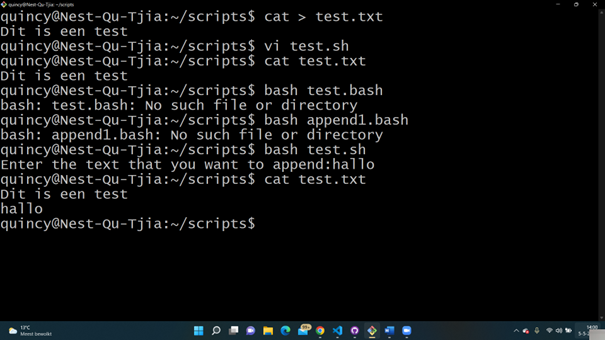 quincy@Nest-Qu-Tjia: ~/scripts
quincy@Nest-Qu-Tjia:~/scripts$ cat > test.txt
Dit is een test
quincy@Nest-Qu-Tjia:~/scripts$ vi test.sh
quincy@Nest-Qu-Tjia:~/scripts$ cat test.txt
Dit is een test
quincy@Nest-Qu-Tjia:~/scripts$ bash test.bash
bash: test.bash: No such file or directory
quincy@Nest-Qu-Tjia:~/scripts$ bash append1.bash
bash: append1.bash: No such file or directory
quincy@Nest-Qu-Tjia:~/scripts$ bash test.sh
Enter the text that you want to append:hallo
quincy@Nest-Qu-Tjia:~/scripts$ cat test.txt
Dit is een test
hallo
quincy@Nest-Qu-Tjia:~/scripts$
13°C
Meest bewolkt
14:00